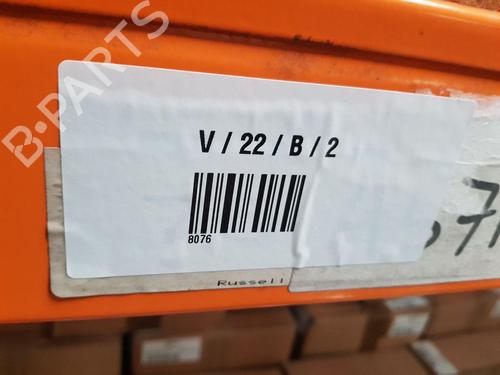 B-PARTS
V / 22 / B / 2
8076
Russell